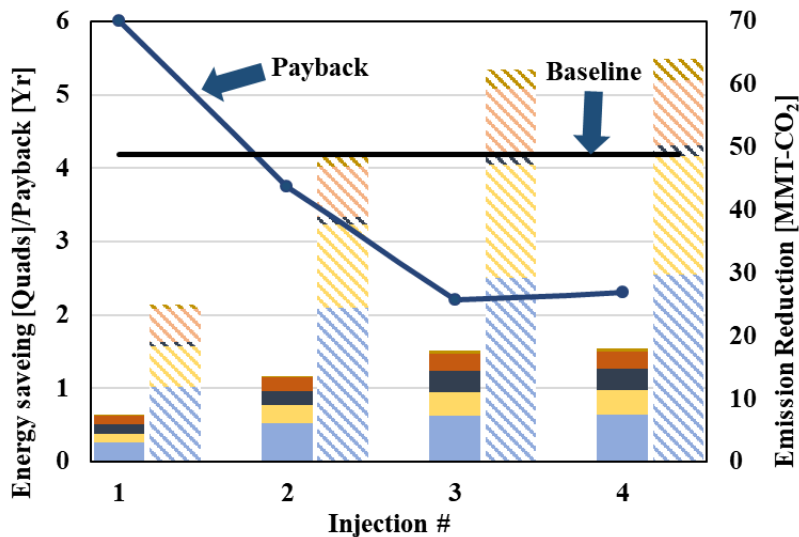 Energy saveing [Quads]/Payback [Yr]
6
5
4
3
2
1
0
Payback
Baseline
70
60
50
40
30
20
10
0
Emission Reduction [MMT-CO₂]
1 2 3 4
Injection #